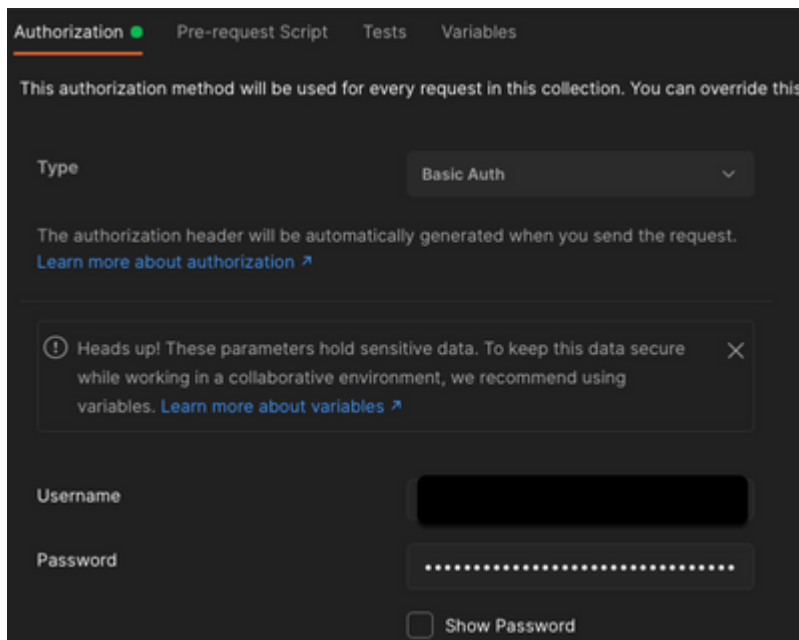 Authorization Pre-request Script Tests Variables
This authorization method will be used for every request in this collection. You can override this
Type Basic Auth
The authorization header will be automatically generated when you send the request.
Learn more about authorization ↗
Heads up! These parameters hold sensitive data. To keep this data secure
while working in a collaborative environment, we recommend using
variables. Learn more about variables ↗
Username
Password ••••••••••••••••••••••••••••••••
Show Password